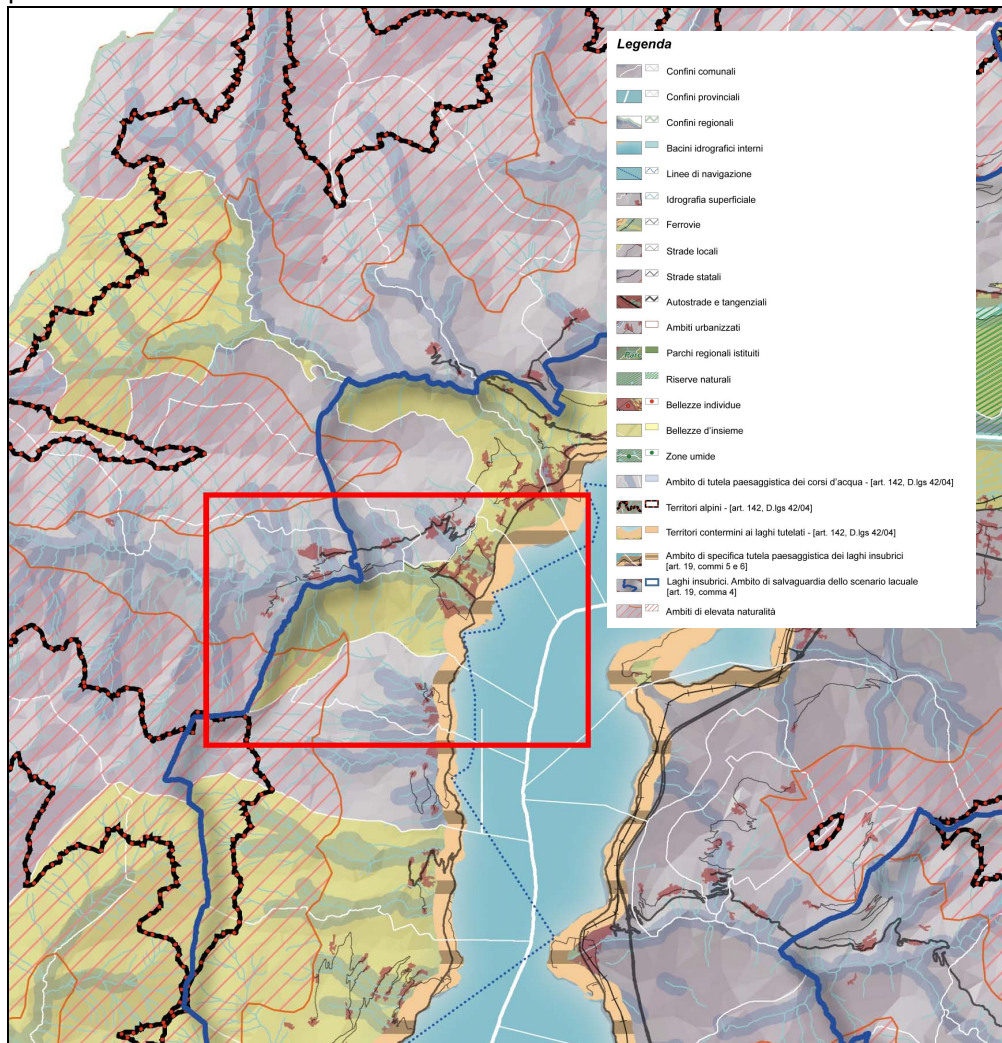 Legenda
Confini comunali
Confini provinciali
Confini regionali
Bacini idrografici interni
Linee di navigazione
Idrografia superficiale
Ferrovie
Strade locali
Strade statali
Autostrade e tangenziali
Ambiti urbanizzati
Parchi regionali istituiti
Riserve naturali
Bellezze individue
Bellezze d'insieme
Zone umide
Ambito di tutela paesaggistica dei corsi d'acqua - [art. 142, D.lgs 42/04]
Territori alpini - [art. 142, D.lgs 42/04]
Territori contermini ai laghi tutelati - [art. 142, D.lgs 42/04]
Ambito di specifica tutela paesaggistica dei laghi insubrici
[art. 19, commi 5 e 6]
Laghi insubrici. Ambito di salvaguardia dello scenario lacuale
[art. 19, comma 4]
Ambiti di elevata naturalità